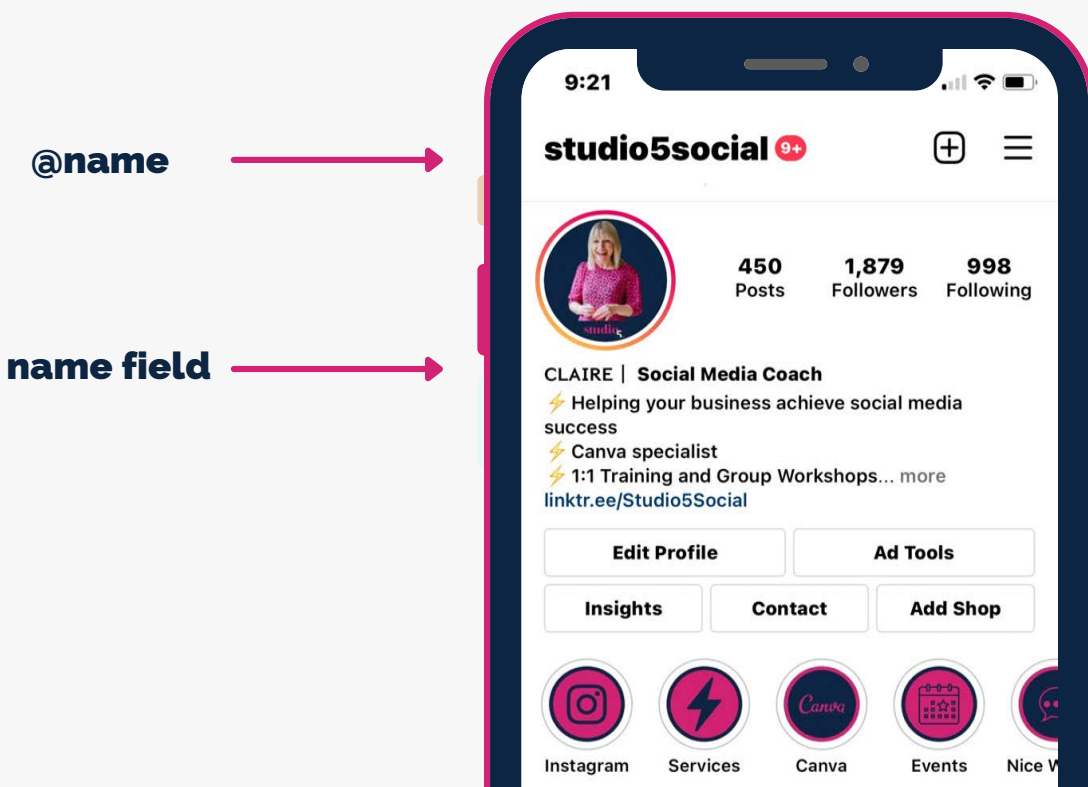 9:21
@name
studio5social 9+
studio5
450 1,879 998
Posts Followers Following
name field
CLAIRE | Social Media Coach
⚡ Helping your business achieve social media
success
⚡ Canva specialist
⚡ 1:1 Training and Group Workshops... more
linktr.ee/Studio5Social
Edit Profile Ad Tools
Insights Contact Add Shop
Canva
Instagram Services Canva Events Nice